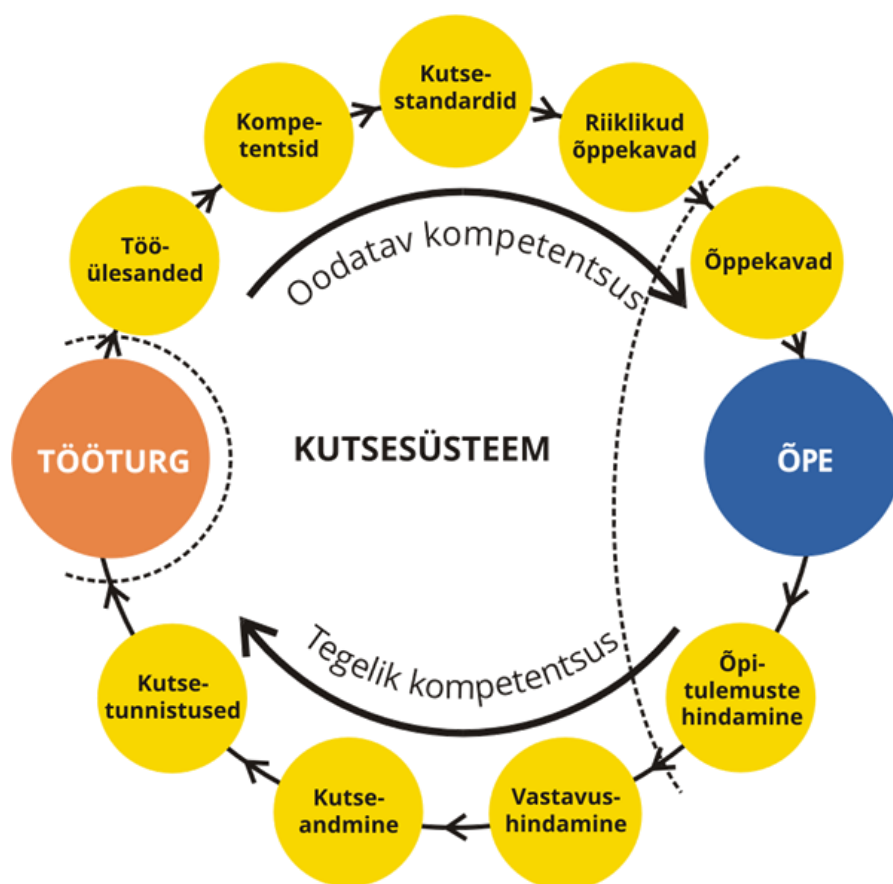 Kutse-
standardid
Kompe-
tentsid
Riiklikud
õppekavad
Töö-
ülesanded
Oodatav kompetentsus
Õppekavad
TÖÖTURG
KUTSESÜSTEEM
ÕPE
Tegelik kompetentsus
Õpi-
tulemuste
hindamine
Kutse-
tunnistused
Kutse-
andmine
Vastavus-
hindamine